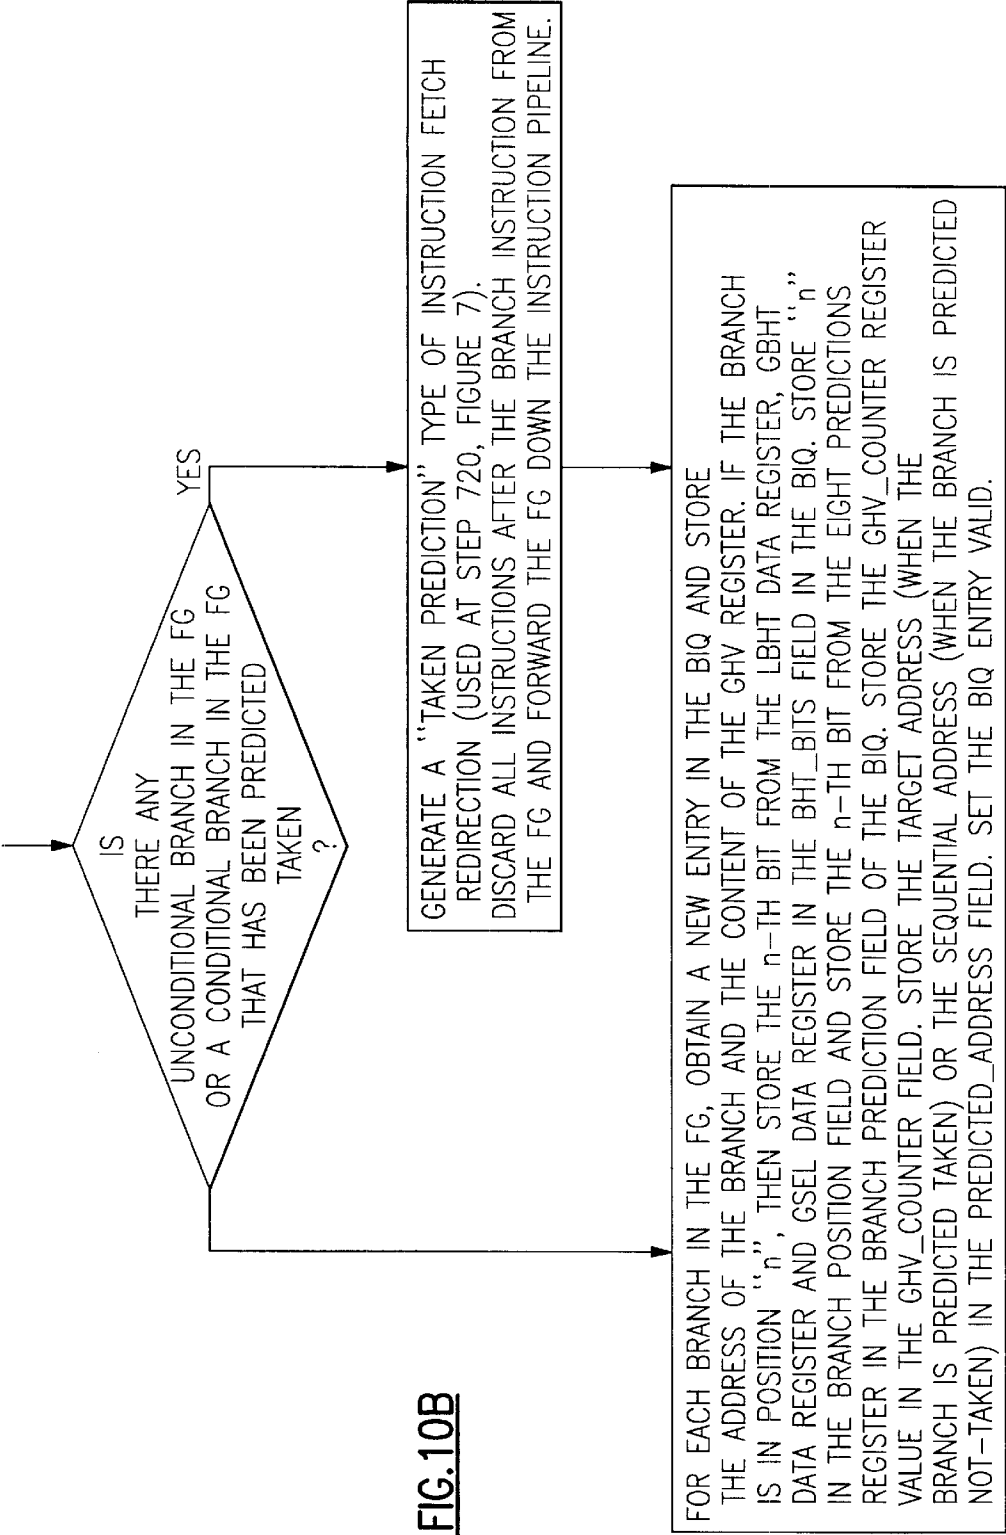 IS
THERE ANY
UNCONDITIONAL BRANCH IN THE FG
OR A CONDITIONAL BRANCH IN THE FG
THAT HAS BEEN PREDICTED
TAKEN
?
YES
GENERATE A ‘‘TAKEN PREDICTION’’ TYPE OF INSTRUCTION FETCH
REDIRECTION (USED AT STEP 720, FIGURE 7).
DISCARD ALL INSTRUCTIONS AFTER THE BRANCH INSTRUCTION FROM
THE FG AND FORWARD THE FG DOWN THE INSTRUCTION PIPELINE.
FOR EACH BRANCH IN THE FG, OBTAIN A NEW ENTRY IN THE BIQ AND STORE
THE ADDRESS OF THE BRANCH AND THE CONTENT OF THE GHV REGISTER. IF THE BRANCH
IS IN POSITION ‘‘n’’, THEN STORE THE n-TH BIT FROM THE LBHT DATA REGISTER, GBHT
DATA REGISTER AND GSEL DATA REGISTER IN THE BHT_BITS FIELD IN THE BIQ. STORE ‘‘n’’
IN THE BRANCH POSITION FIELD AND STORE THE n-TH BIT FROM THE EIGHT PREDICTIONS
REGISTER IN THE BRANCH PREDICTION FIELD OF THE BIQ. STORE THE GHV_COUNTER REGISTER
VALUE IN THE GHV_COUNTER FIELD. STORE THE TARGET ADDRESS (WHEN THE
BRANCH IS PREDICTED TAKEN) OR THE SEQUENTIAL ADDRESS (WHEN THE BRANCH IS PREDICTED
NOT-TAKEN) IN THE PREDICTED_ADDRESS FIELD. SET THE BIQ ENTRY VALID.
FIG.10B